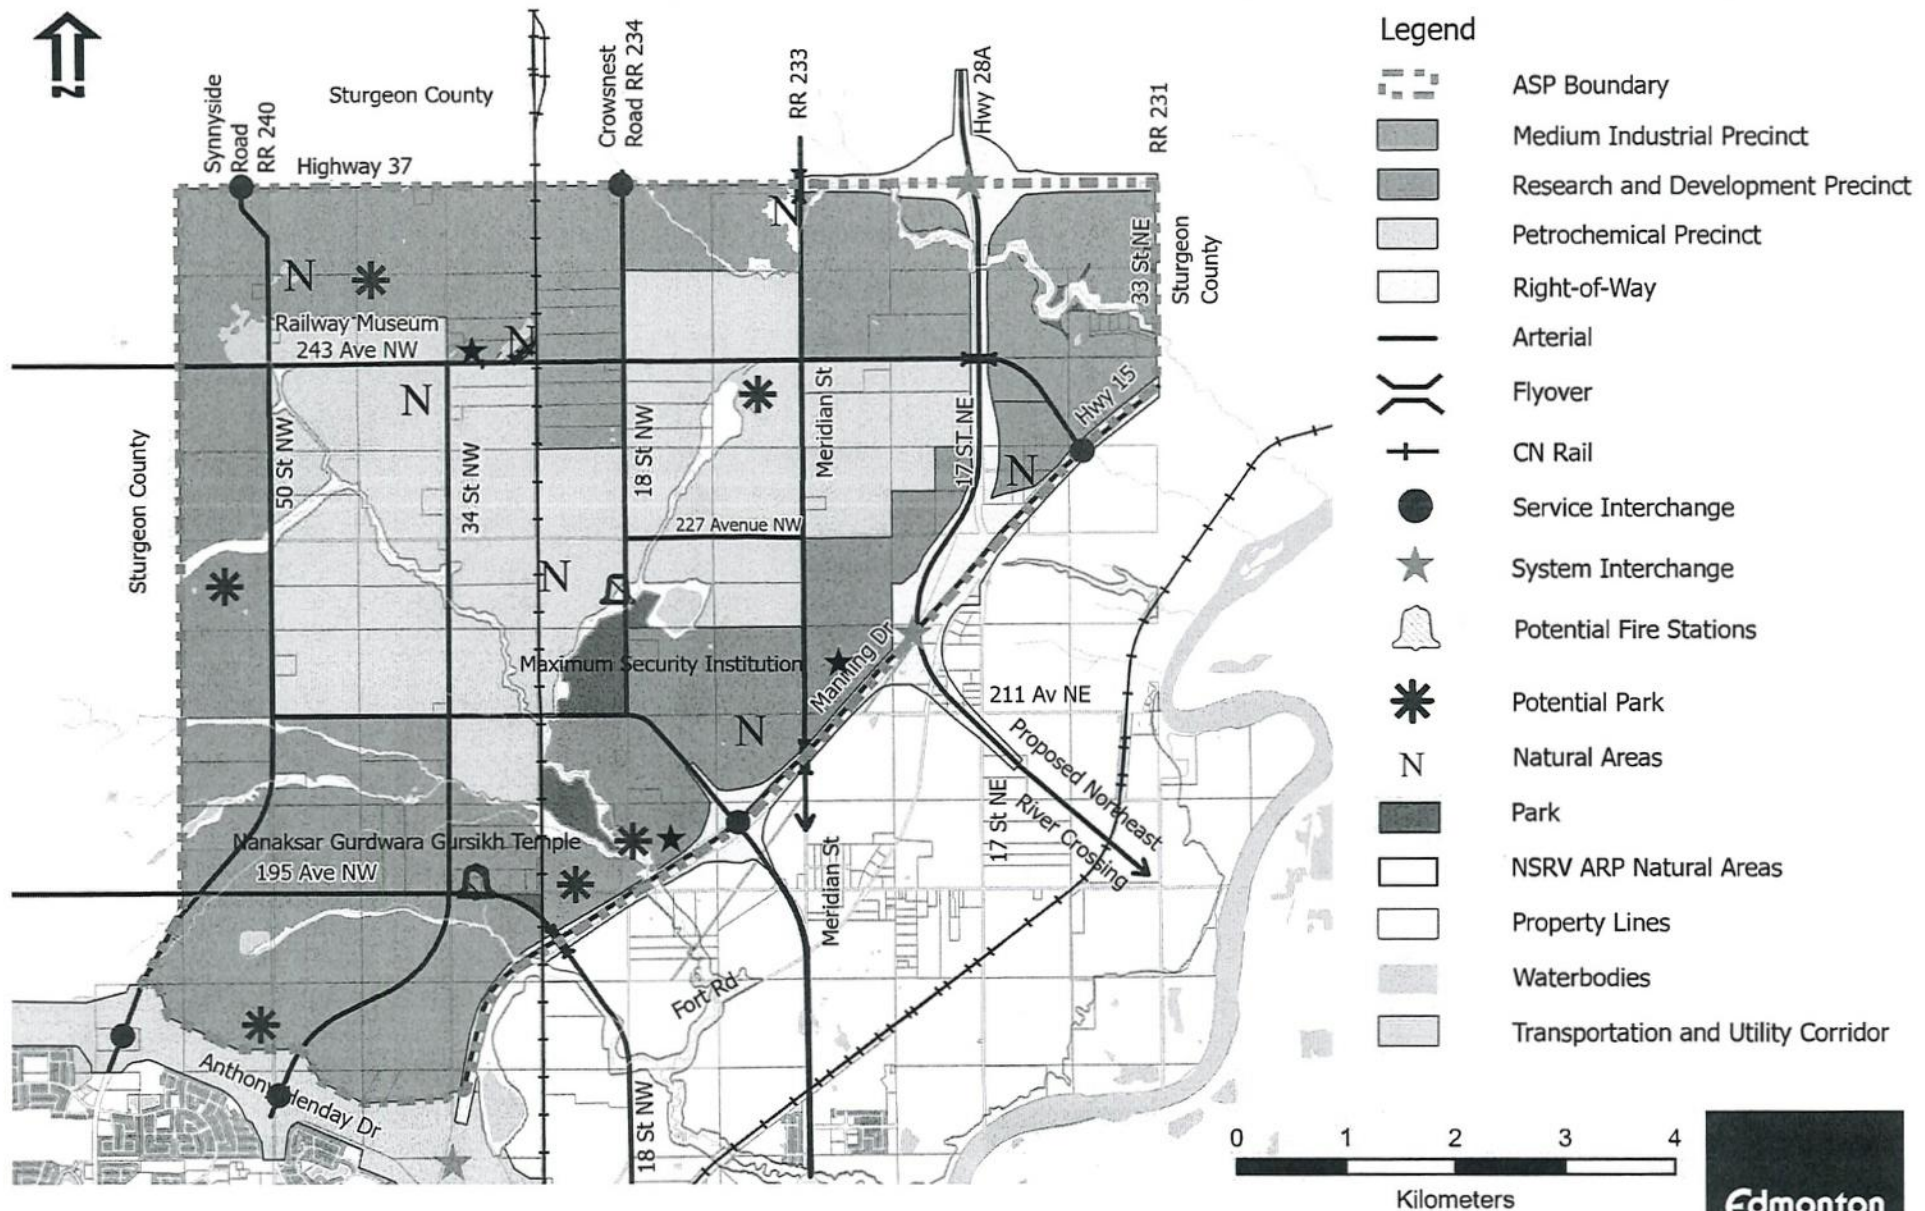 N
Synnyside
Road
RR 240
Sturgeon County
Highway 37
Crowsnest
Road RR 234
RR 233
Hwy 28A
RR 231
N
N
33 St NE
Sturgeon
County
Railway Museum
N
243 Ave NW
N
Meridian St
Hwy 15
Sturgeon County
50 St NW
34 St NW
18 St NW
17 ST NE
N
227 Avenue NW
N
Maximum Security Institution
Manning Dr
N
211 Av NE
Proposed Northeast
River Crossing
17 St NE
Nanaksar Gurdwara Gursikh Temple
195 Ave NW
Meridian St
Fort Rd
Anthony Henday Dr
18 St NW
Legend
ASP Boundary
Medium Industrial Precinct
Research and Development Precinct
Petrochemical Precinct
Right-of-Way
Arterial
Flyover
CN Rail
Service Interchange
System Interchange
Potential Fire Stations
Potential Park
N Natural Areas
Park
NSRV ARP Natural Areas
Property Lines
Waterbodies
Transportation and Utility Corridor
0 1 2 3 4
Kilometers
Edmonton